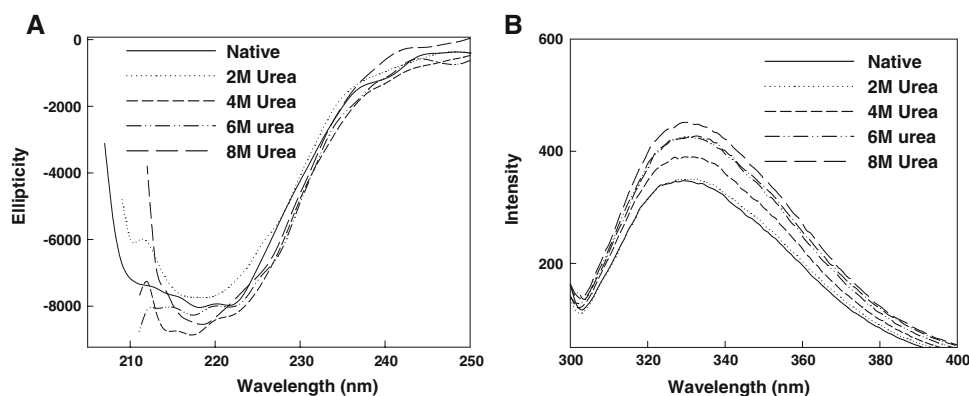 A
0
-2000
-4000
-6000
-8000
Ellipticity
Native
2M Urea
4M Urea
6M urea
8M Urea
210 220 230 240 250
Wavelength (nm)
B
600
400
200
Intensity
Native
2M Urea
4M Urea
6M urea
8M Urea
300 320 340 360 380 400
Wavelength (nm)